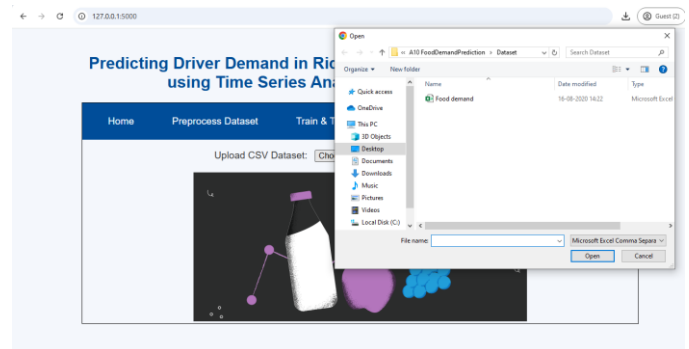 127.0.0.1:5000
Guest (2)
Predicting Driver Demand in Ric
using Time Series Ana
Home Preprocess Dataset Train & T
Upload CSV Dataset: Cho
Open
« A10 FoodDemandPrediction › Dataset
Search Dataset
Organize New folder
Name Date modified Type
Quick access
Food demand 16-08-2020 14:22 Microsoft Excel
OneDrive
This PC
3D Objects
Desktop
Documents
Downloads
Music
Pictures
Videos
Local Disk (C:)
File name: Microsoft Excel Comma Separa
Open Cancel